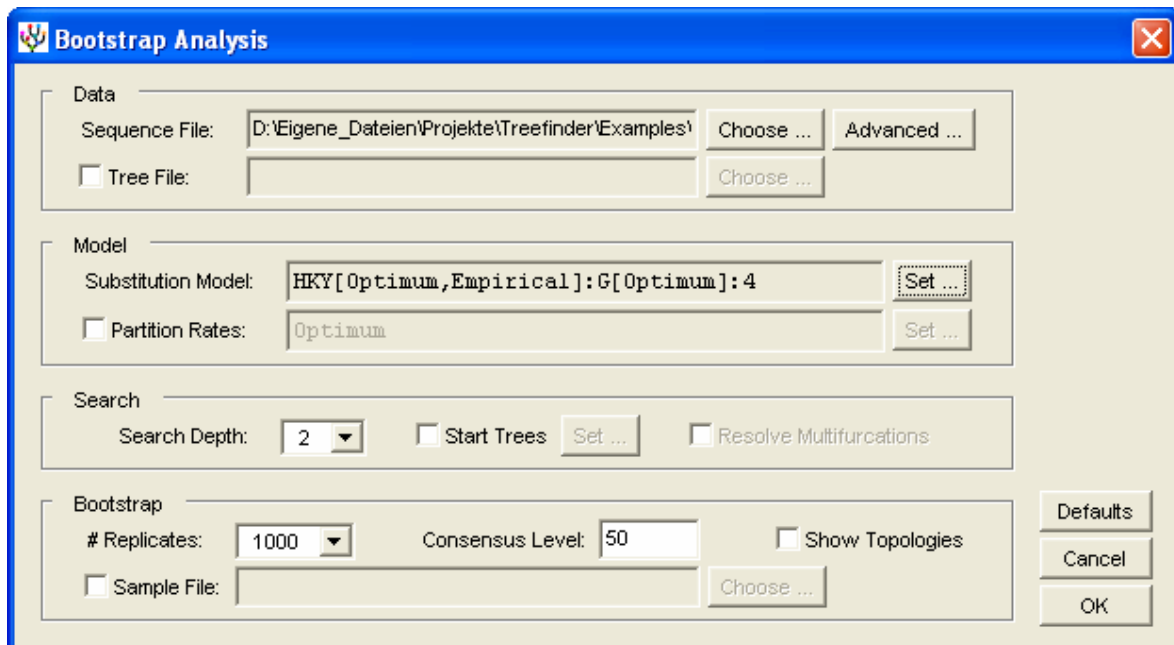 Bootstrap Analysis
Data
Sequence File: D:\Eigene_Dateien\Projekte\Treefinder\Examples\ Choose ... Advanced ...
Tree File: Choose ...
Model
Substitution Model: HKY[Optimum,Empirical]:G[Optimum]:4 Set ...
Partition Rates: Optimum Set ...
Search
Search Depth: 2 Start Trees Set ... Resolve Multifurcations
Bootstrap
# Replicates: 1000 Consensus Level: 50 Show Topologies
Sample File: Choose ...
Defaults
Cancel
OK